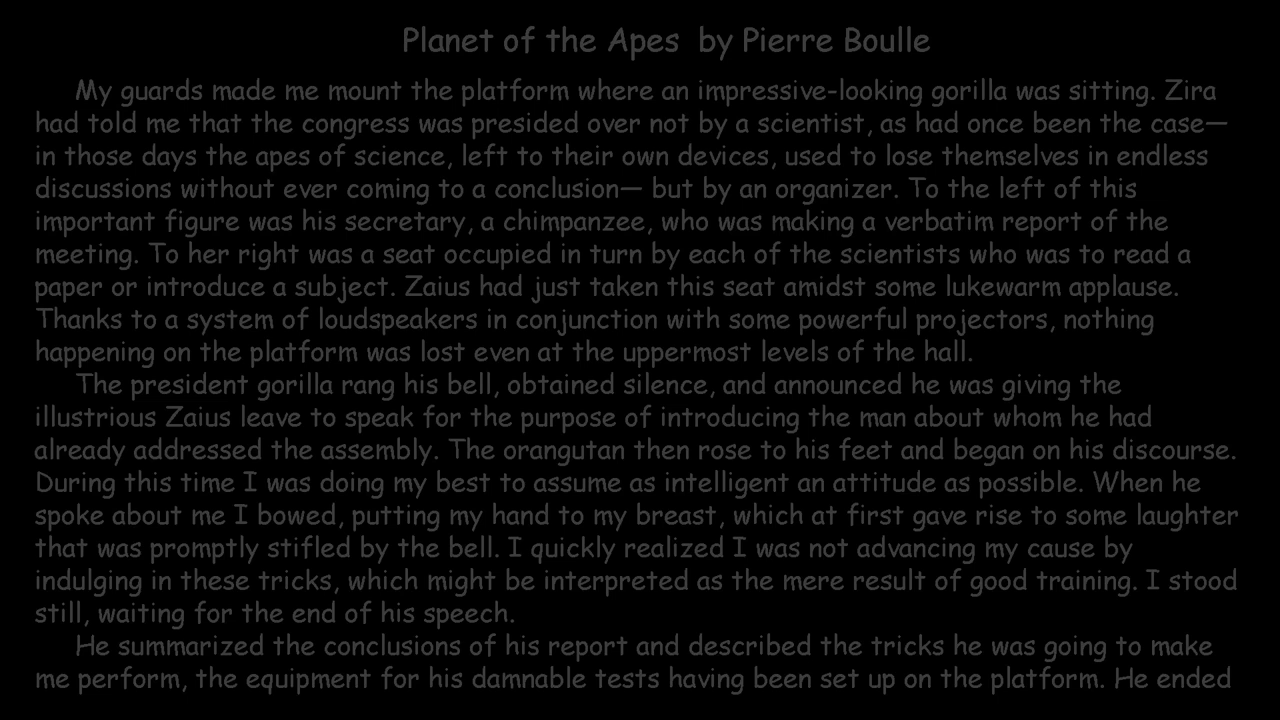 Planet of the Apes by Pierre Boulle
My guards made me mount the platform where an impressive-looking gorilla was sitting. Zira
had told me that the congress was presided over not by a scientist, as had once been the case—
in those days the apes of science, left to their own devices, used to lose themselves in endless
discussions without ever coming to a conclusion— but by an organizer. To the left of this
important figure was his secretary, a chimpanzee, who was making a verbatim report of the
meeting. To her right was a seat occupied in turn by each of the scientists who was to read a
paper or introduce a subject. Zaius had just taken this seat amidst some lukewarm applause.
Thanks to a system of loudspeakers in conjunction with some powerful projectors, nothing
happening on the platform was lost even at the uppermost levels of the hall.
The president gorilla rang his bell, obtained silence, and announced he was giving the
illustrious Zaius leave to speak for the purpose of introducing the man about whom he had
already addressed the assembly. The orangutan then rose to his feet and began on his discourse.
During this time I was doing my best to assume as intelligent an attitude as possible. When he
spoke about me I bowed, putting my hand to my breast, which at first gave rise to some laughter
that was promptly stifled by the bell. I quickly realized I was not advancing my cause by
indulging in these tricks, which might be interpreted as the mere result of good training. I stood
still, waiting for the end of his speech.
He summarized the conclusions of his report and described the tricks he was going to make
me perform, the equipment for his damnable tests having been set up on the platform. He ended